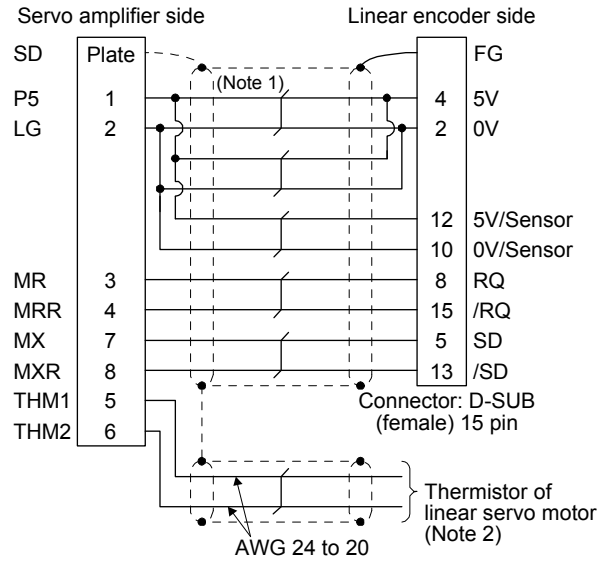 Servo amplifier side Linear encoder side
SD Plate FG
(Note 1)
P5 1 4 5V
LG 2 2 0V
12 5V/Sensor
10 0V/Sensor
MR 3 8 RQ
MRR 4 15 /RQ
MX 7 5 SD
MXR 8 13 /SD
THM1 5
THM2 6
Connector: D-SUB
(female) 15 pin
Thermistor of
linear servo motor
(Note 2)
AWG 24 to 20